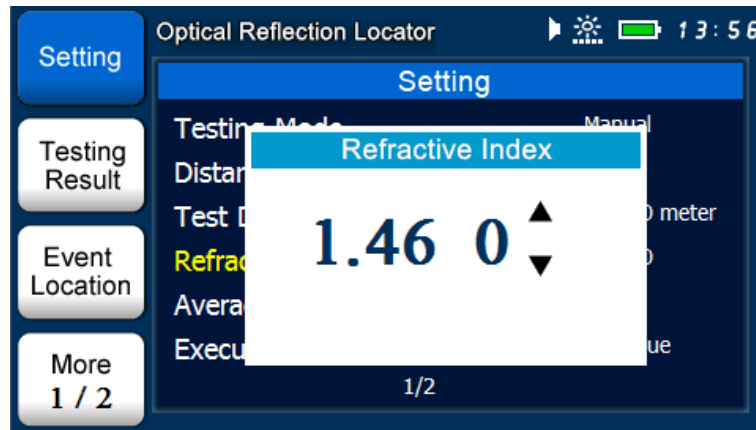 Setting
Optical Reflection Locator
13:56
Setting
Testing
Result
Event
Location
More
1 / 2
Manual
meter
Refractive Index
1.46 0
1/2